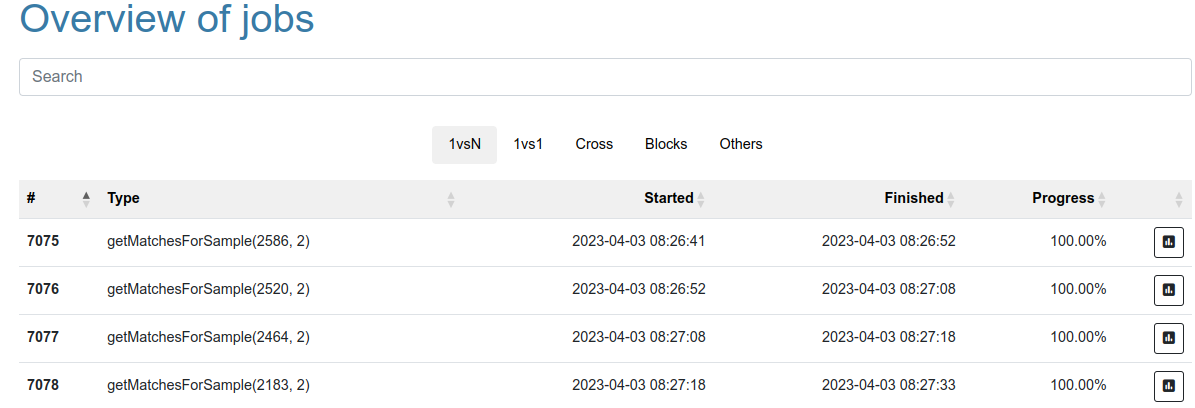 Overview of jobs
Search
1vsN 1vs1 Cross Blocks Others
# Type Started Finished Progress
7075 getMatchesForSample(2586, 2) 2023-04-03 08:26:41 2023-04-03 08:26:52 100.00%
7076 getMatchesForSample(2520, 2) 2023-04-03 08:26:52 2023-04-03 08:27:08 100.00%
7077 getMatchesForSample(2464, 2) 2023-04-03 08:27:08 2023-04-03 08:27:18 100.00%
7078 getMatchesForSample(2183, 2) 2023-04-03 08:27:18 2023-04-03 08:27:33 100.00%